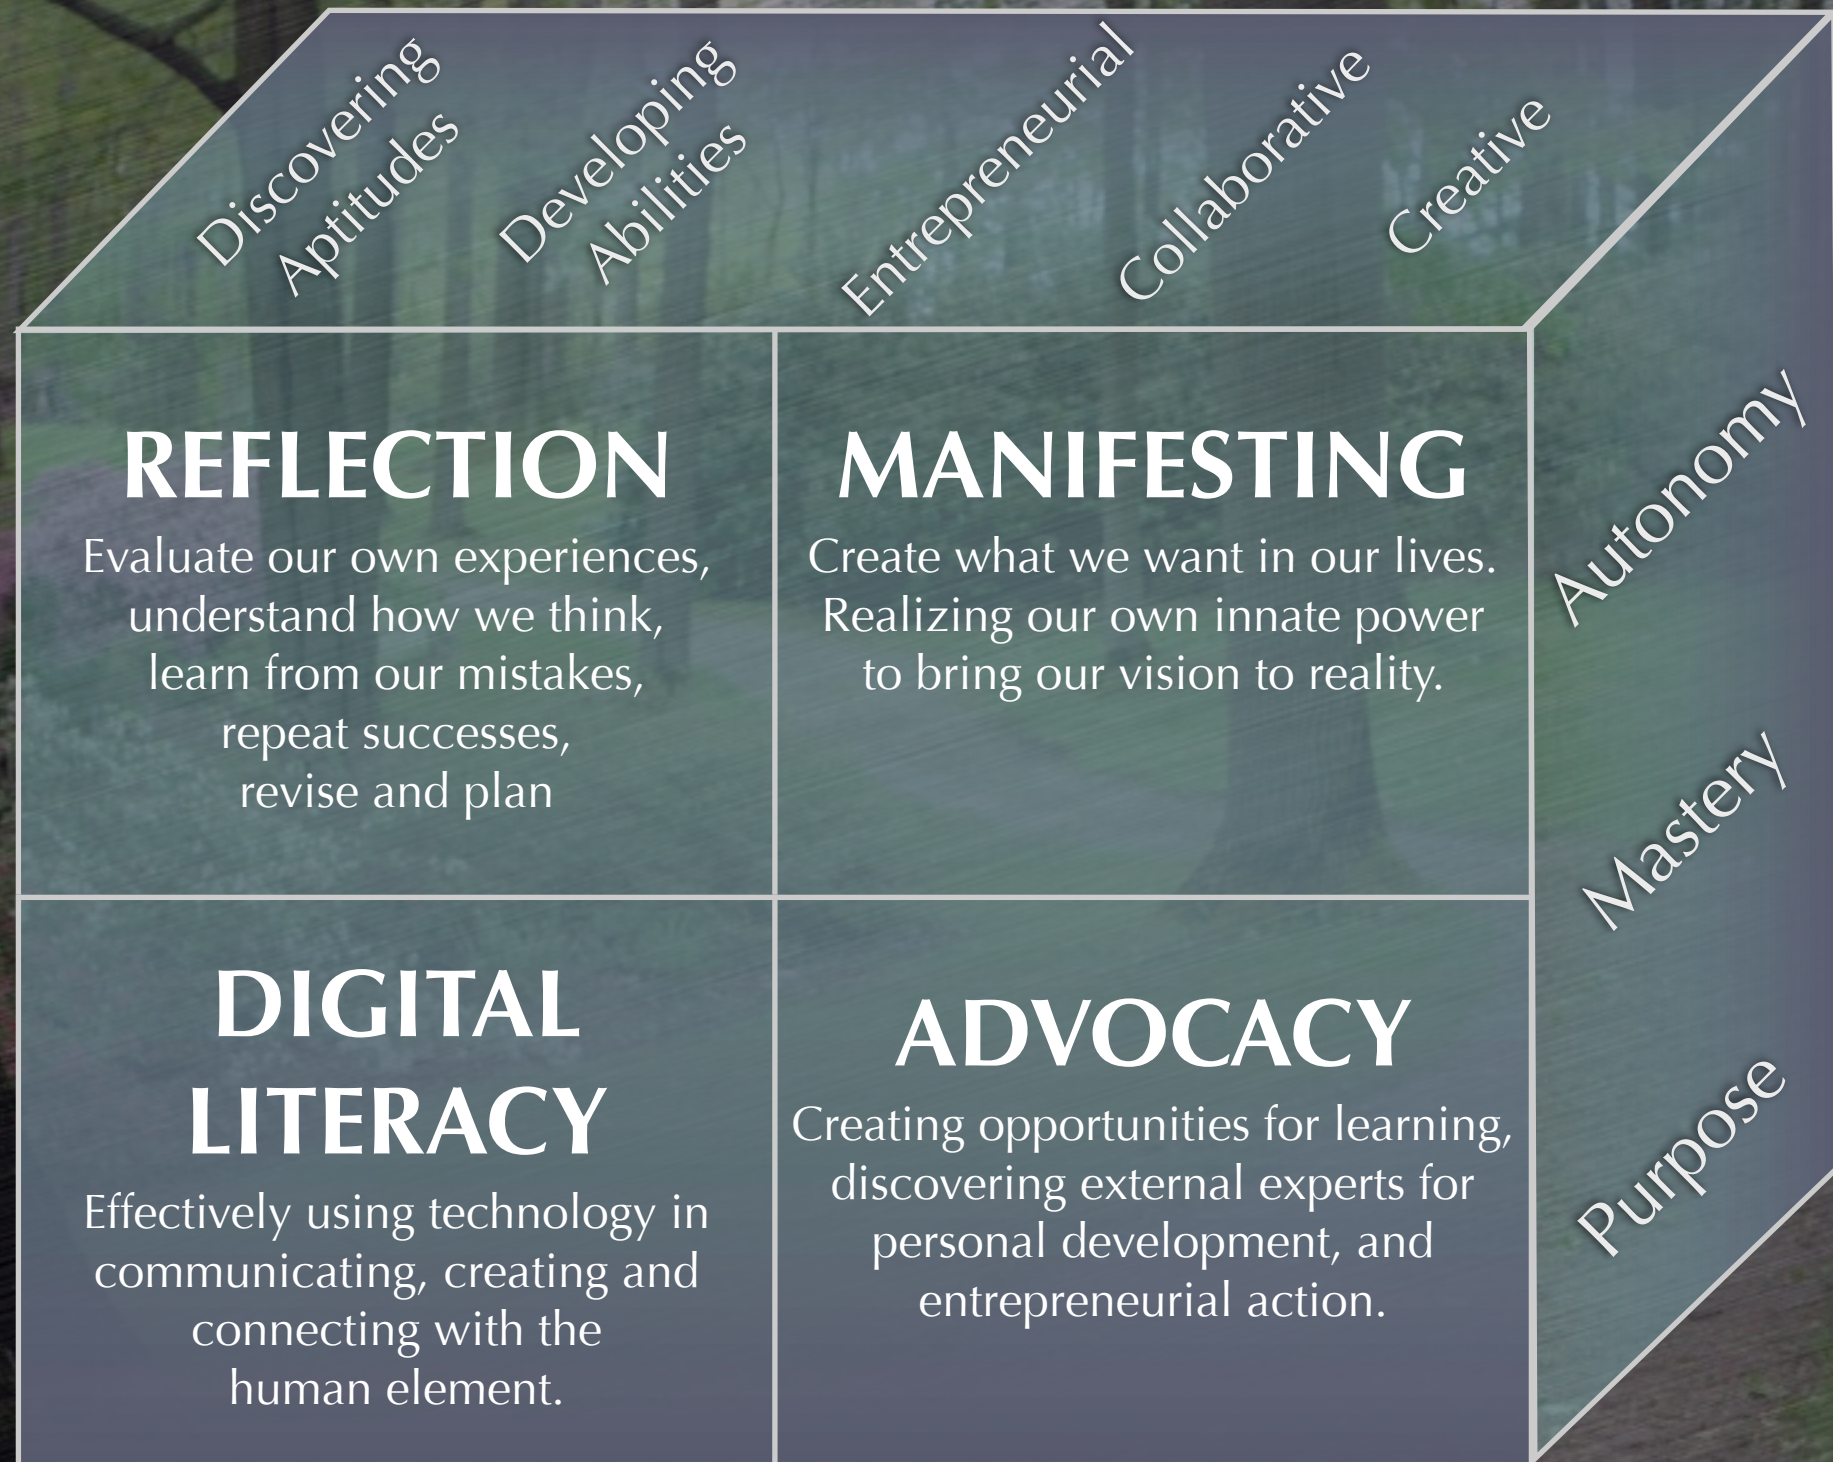 Discovering
Aptitudes
Developing
Abilities
Entrepreneurial
Collaborative
Creative
REFLECTION
Evaluate our own experiences,
understand how we think,
learn from our mistakes,
repeat successes,
revise and plan
MANIFESTING
Create what we want in our lives.
Realizing our own innate power
to bring our vision to reality.
Autonomy
Mastery
Purpose
DIGITAL
LITERACY
Effectively using technology in
communicating, creating and
connecting with the
human element.
ADVOCACY
Creating opportunities for learning,
discovering external experts for
personal development, and
entrepreneurial action.